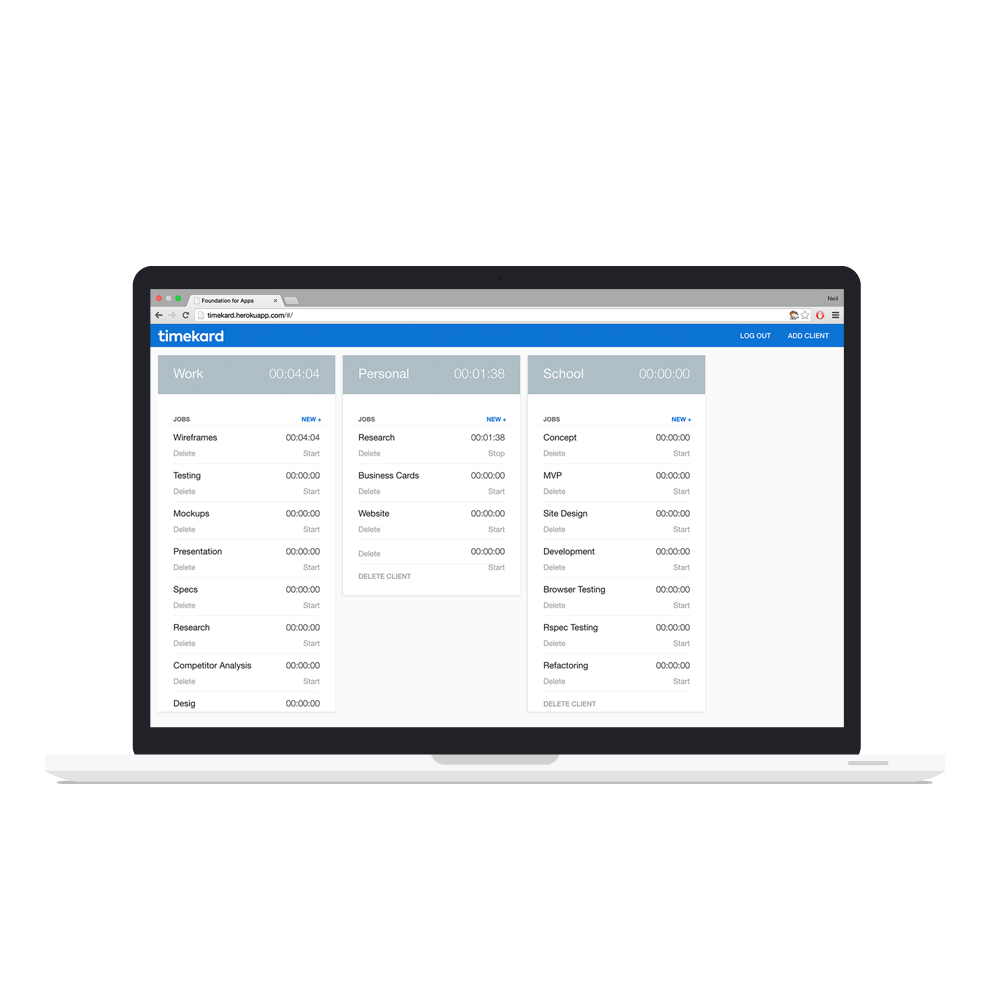 Foundation for Apps
Neil
timekard.herokuapp.com/#/
timekard LOG OUT ADD CLIENT
Work 00:04:04
JOBS NEW +
Wireframes 00:04:04
Delete Start
Testing 00:00:00
Delete Start
Mockups 00:00:00
Delete Start
Presentation 00:00:00
Delete Start
Specs 00:00:00
Delete Start
Research 00:00:00
Delete Start
Competitor Analysis 00:00:00
Delete Start
Desig 00:00:00
Personal 00:01:38
JOBS NEW +
Research 00:01:38
Delete Stop
Business Cards 00:00:00
Delete Start
Website 00:00:00
Delete Start
00:00:00
Delete
Start
DELETE CLIENT
School 00:00:00
JOBS NEW +
Concept 00:00:00
Delete Start
MVP 00:00:00
Delete Start
Site Design 00:00:00
Delete Start
Development 00:00:00
Delete Start
Browser Testing 00:00:00
Delete Start
Rspec Testing 00:00:00
Delete Start
Refactoring 00:00:00
Delete Start
DELETE CLIENT